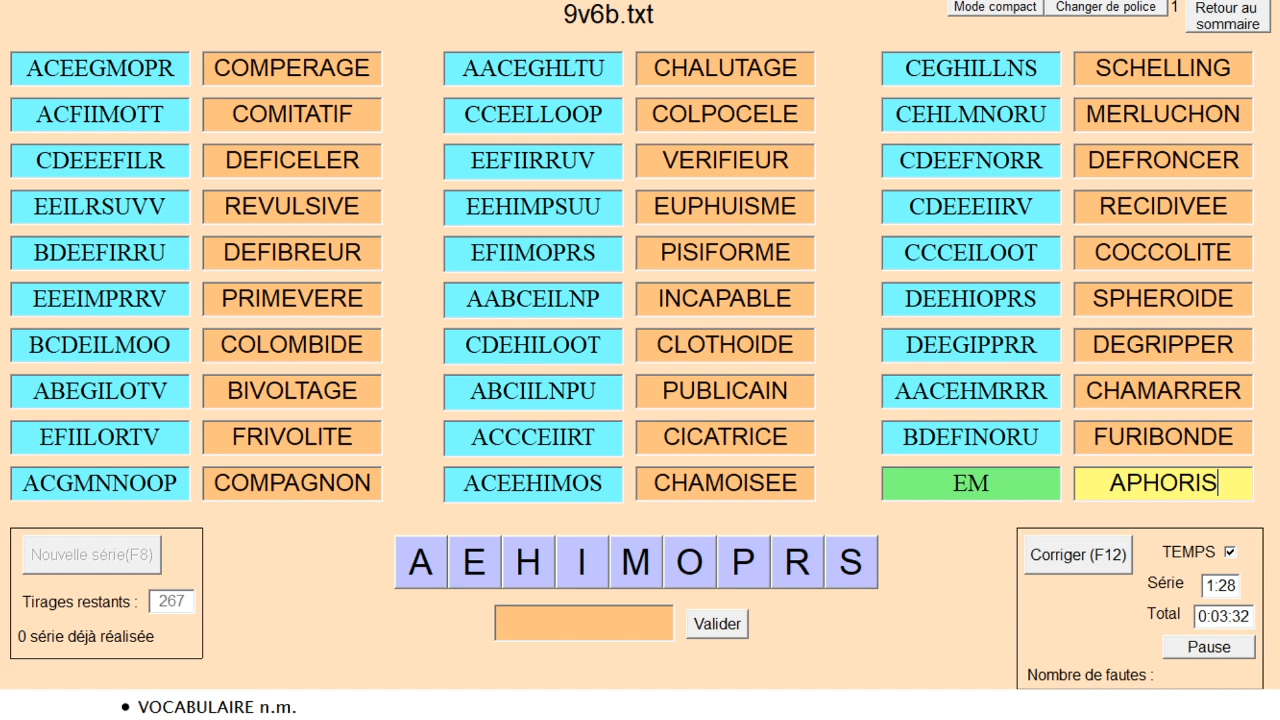 9v6b.txt
Mode compact Changer de police 1 Retour au sommaire
ACEEGMOPR COMPERAGE AACEGHLTU CHALUTAGE CEGHILLNS SCHELLING
ACFIIMOTT COMITATIF CCEELLOOP COLPOCELE CEHLMNORU MERLUCHON
CDEEEFILR DEFICELER EEFIIRRUV VERIFIEUR CDEEFNORR DEFRONCER
EEILRSUVV REVULSIVE EEHIMPSUU EUPHUISME CDEEEIIRV RECIDIVEE
BDEEFIRRU DEFIBREUR EFIIMOPRS PISIFORME CCCEILOOT COCCOLITE
EEEIMPRRV PRIMEVERE AABCEILNP INCAPABLE DEEHIOPRS SPHEROIDE
BCDEILMOO COLOMBIDE CDEHILOOT CLOTHOIDE DEEGIPPRR DEGRIPPER
ABEGILOTV BIVOLTAGE ABCIILNPU PUBLICAIN AACEHMRRR CHAMARRER
EFIILORTV FRIVOLITE ACCCEIIRT CICATRICE BDEFINORU FURIBONDE
ACGMNNOOP COMPAGNON ACEEHIMOS CHAMOISEE EM APHORIS
Nouvelle série(F8)
Tirages restants : 267
0 série déjà réalisée
A E H I M O P R S
Valider
Corriger (F12) TEMPS
Série 1:28
Total 0:03:32
Pause
Nombre de fautes :
• VOCABULAIRE n.m.